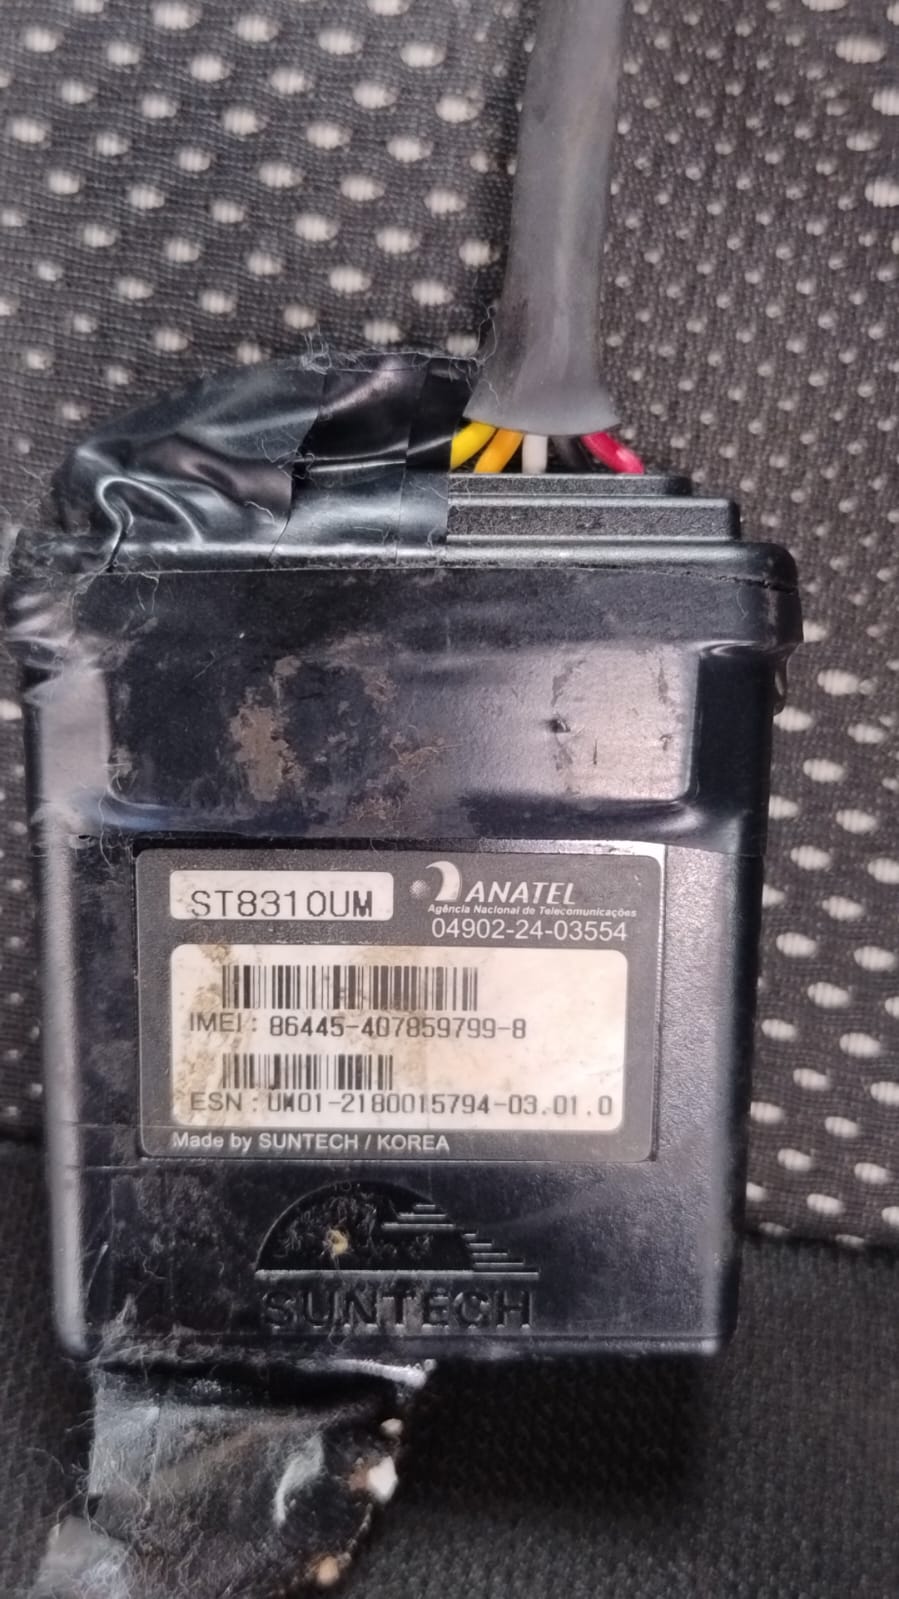 ST8310UM
ANATEL
Agência Nacional de Telecomunicações
04902-24-03554
IMEI : 86445-407859799-8
ESN : UM01-2180015794-03.01.0
Made by SUNTECH / KOREA
SUNTECH